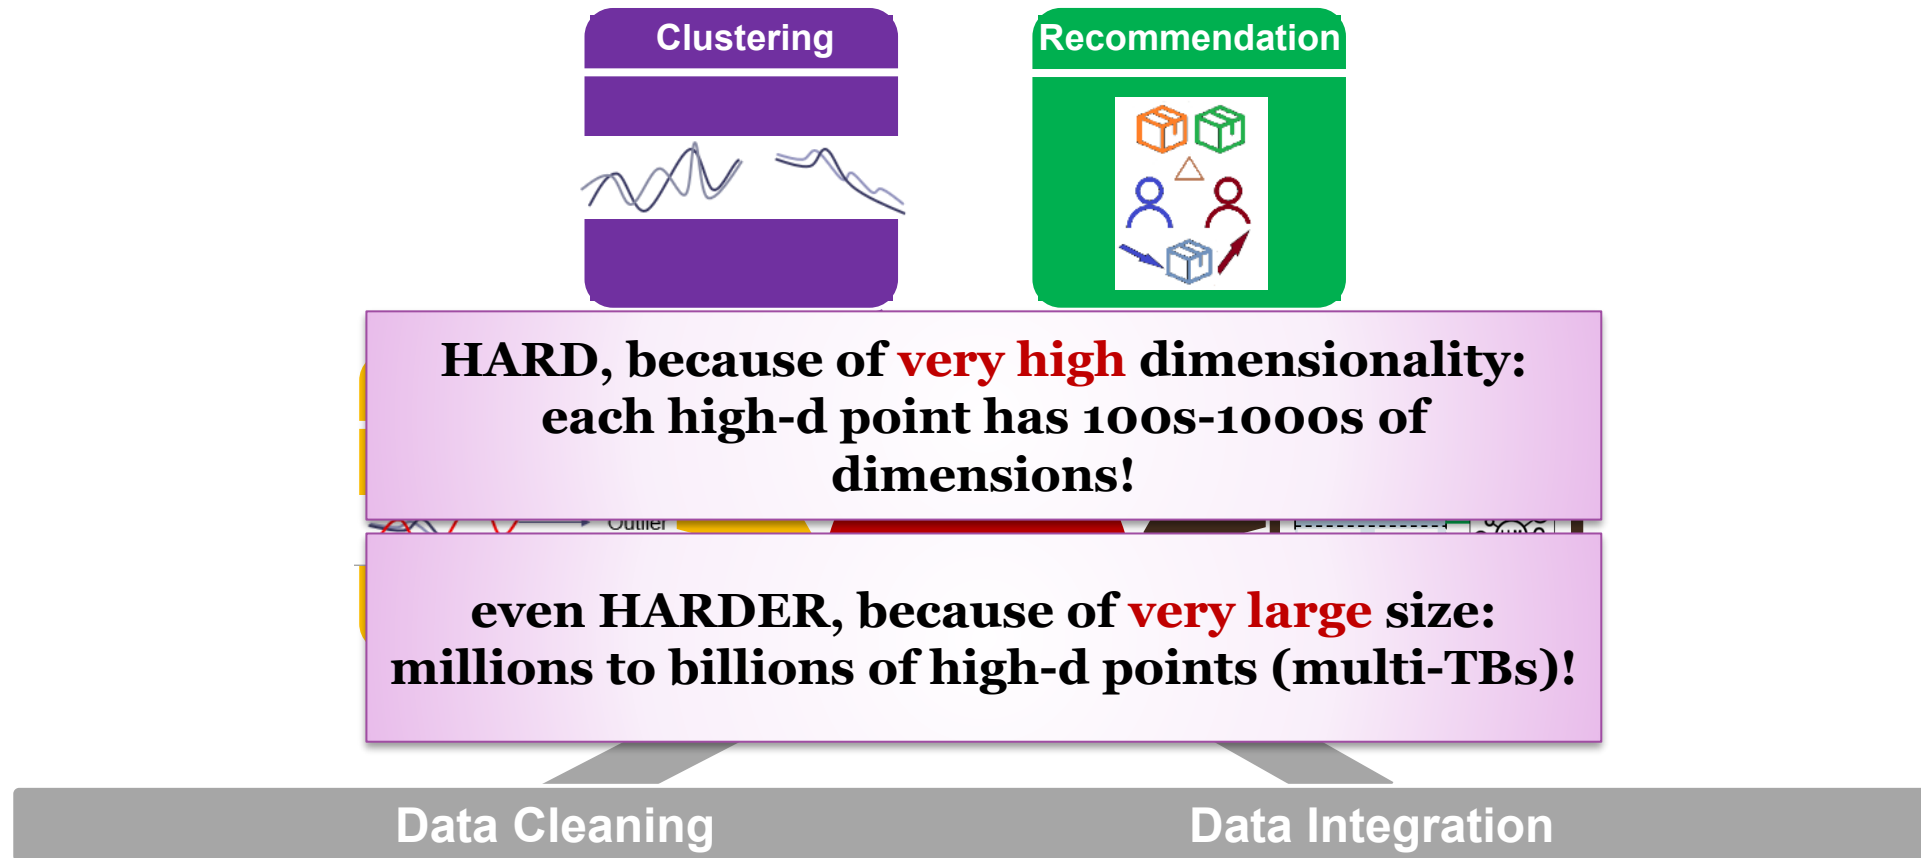 Clustering
Recommendation
HARD, because of very high dimensionality:
each high-d point has 100s-1000s of
dimensions!
Outlier
even HARDER, because of very large size:
millions to billions of high-d points (multi-TBs)!
Data Cleaning
Data Integration